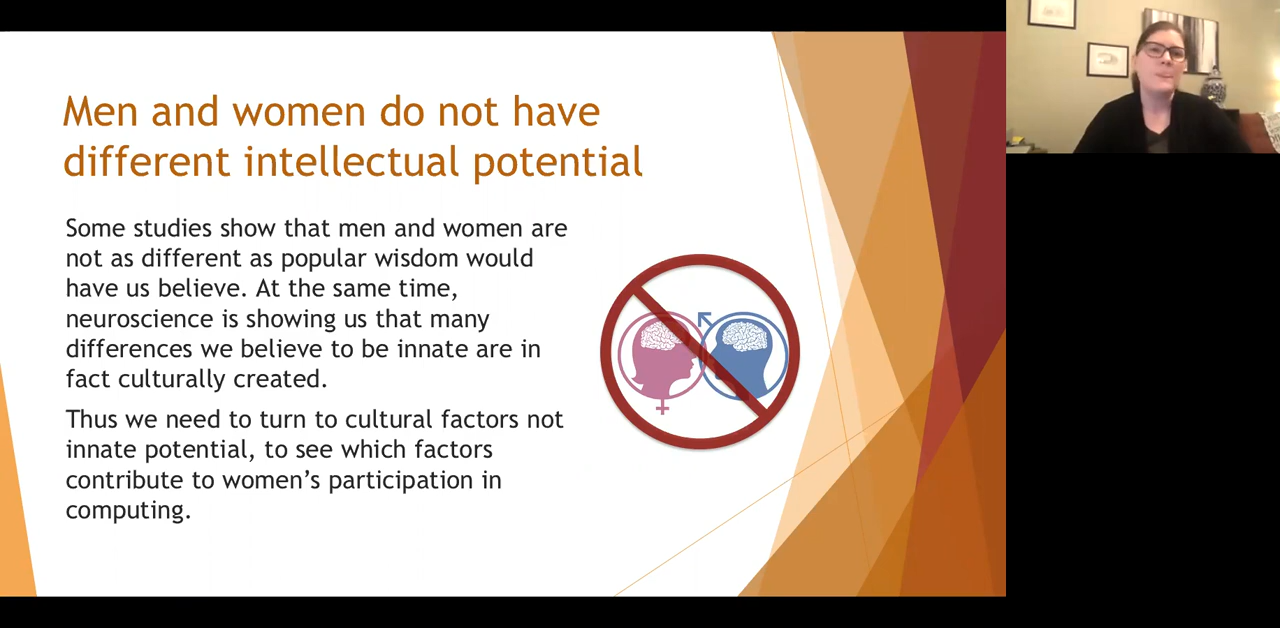 Men and women do not have
different intellectual potential
Some studies show that men and women are
not as different as popular wisdom would
have us believe. At the same time,
neuroscience is showing us that many
differences we believe to be innate are in
fact culturally created.
Thus we need to turn to cultural factors not
innate potential, to see which factors
contribute to women’s participation in
computing.